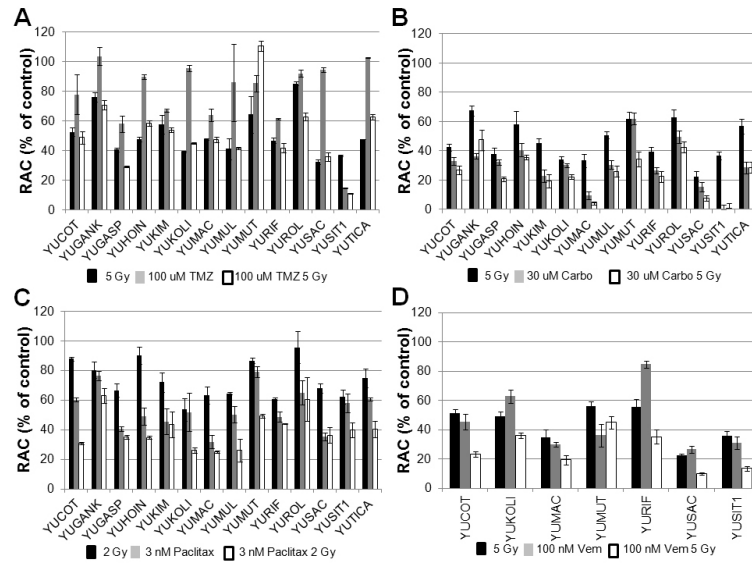 A
RAC (% of control)
120
100
80
60
40
20
0
YUCOT
YUGANK
YUGASP
YUHOIN
YUKIM
YUKOLI
YUMAC
YUMUL
YUMUT
YURIF
YUROL
YUSAC
YUSIT1
YUTICA
5 Gy 100 uM TMZ 100 uM TMZ 5 Gy
B
RAC (% of control)
120
100
80
60
40
20
0
YUCOT
YUGANK
YUGASP
YUHOIN
YUKIM
YUKOLI
YUMAC
YUMUL
YUMUT
YURIF
YUROL
YUSAC
YUSIT1
YUTICA
5 Gy 30 uM Carbo 30 uM Carbo 5 Gy
C
RAC (% of control)
120
100
80
60
40
20
0
YUCOT
YUGANK
YUGASP
YUHOIN
YUKIM
YUKOLI
YUMAC
YUMUL
YUMUT
YURIF
YUROL
YUSAC
YUSIT1
YUTICA
2 Gy 3 nM Paclitax 3 nM Paclitax 2 Gy
D
RAC (% of control)
120
100
80
60
40
20
0
YUCOT
YUKOLI
YUMAC
YUMUT
YURIF
YUSAC
YUSIT1
5 Gy 100 nM Vem 100 nM Vem 5 Gy